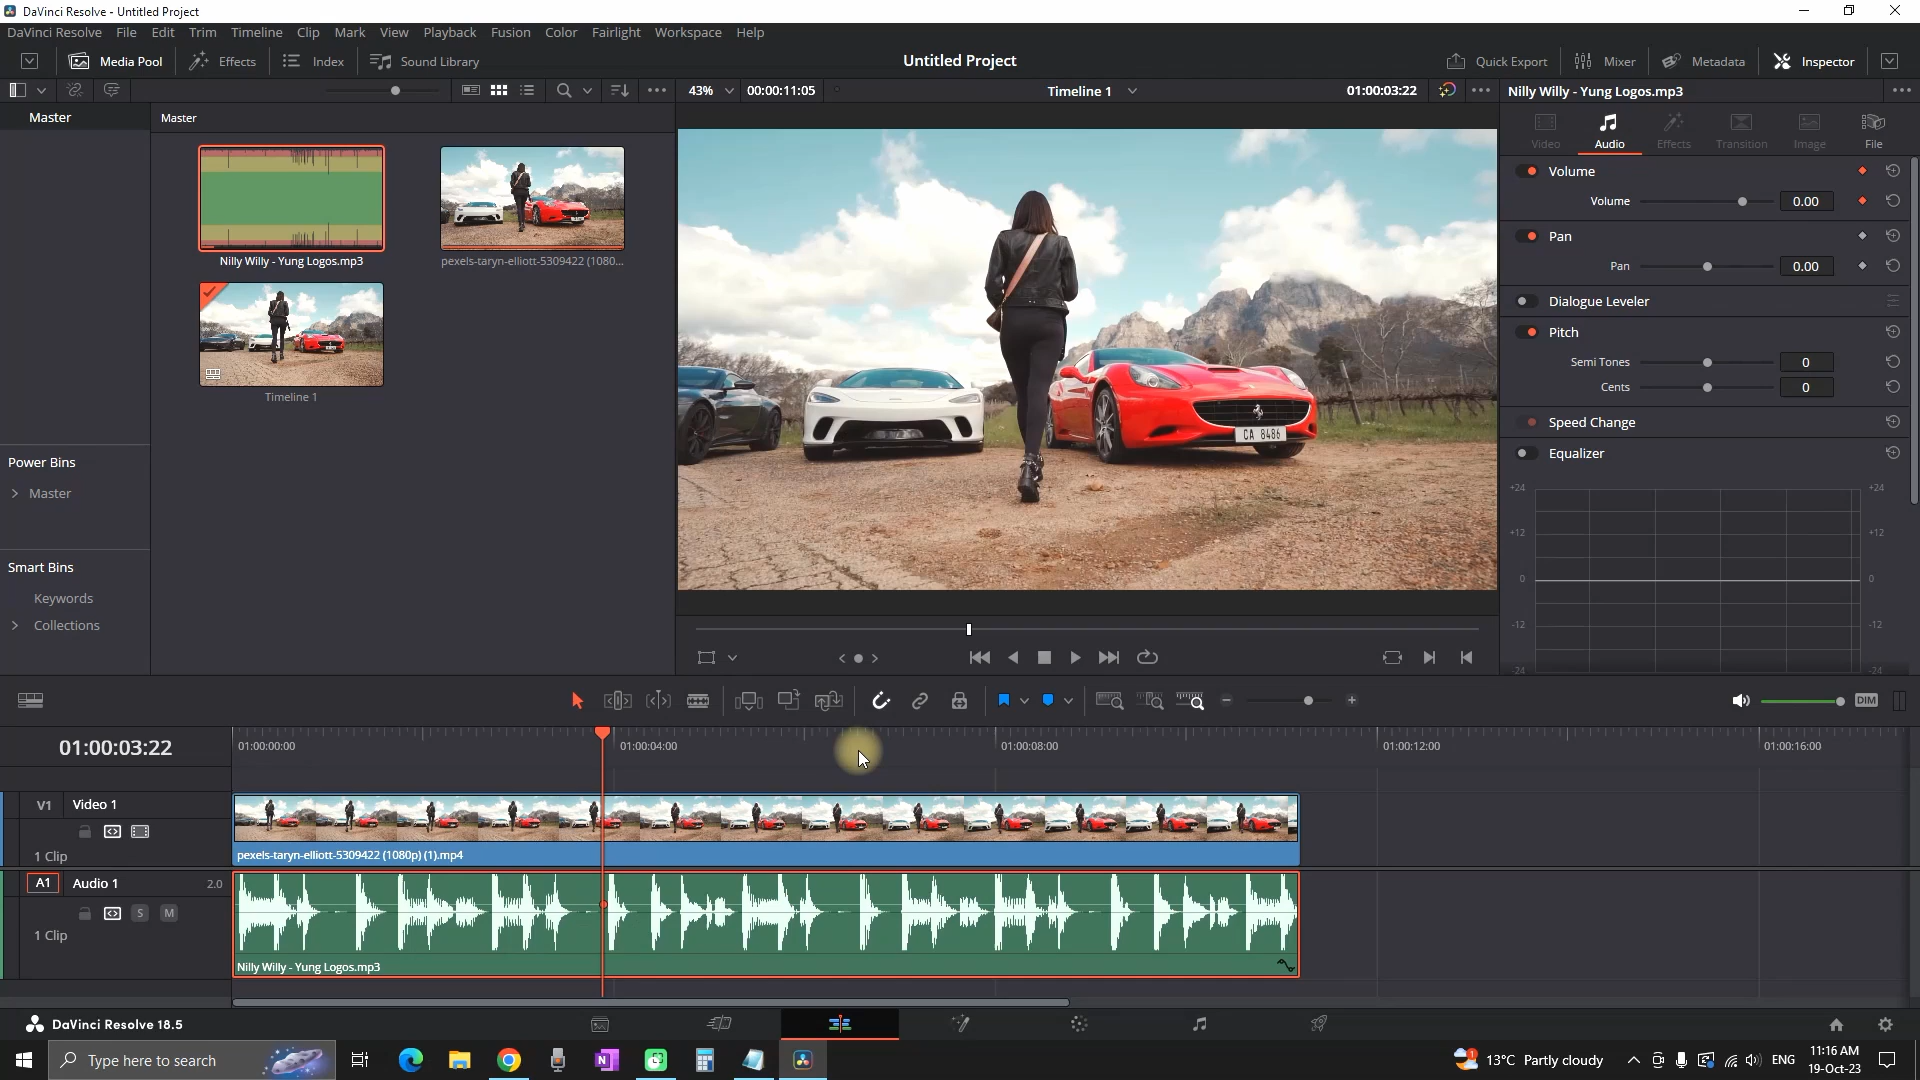 DaVinci Resolve - Untitled Project
DaVinci Resolve File Edit Trim Timeline Clip Mark View Playback Fusion Color Fairlight Workspace Help
Media Pool Effects Index Sound Library Untitled Project Quick Export Mixer Metadata Inspector
43% 00:00:11:05 Timeline 1 01:00:03:22 Nilly Willy - Yung Logos.mp3
Master Master
Video Audio Effects Transition Image File
Volume
Volume 0.00
Pan
Pan 0.00
Nilly Willy - Yung Logos.mp3 pexels-taryn-elliott-5309422 (1080...
Dialogue Leveler
Pitch
Semi Tones 0
Cents 0
Timeline 1
Speed Change
CA 8486
Equalizer
Power Bins
Master
+24 +24
+12 +12
Smart Bins
0 0
Keywords
Collections
-12 -12
-24 -24
DIM
01:00:03:22
01:00:00:00 01:00:04:00 01:00:08:00 01:00:12:00 01:00:16:00
V1 Video 1
1 Clip
pexels-taryn-elliott-5309422 (1080p) (1).mp4
A1 Audio 1 2.0
S M
1 Clip
Nilly Willy - Yung Logos.mp3
DaVinci Resolve 18.5
Type here to search
N
1
13°C Partly cloudy
ENG
11:16 AM
19-Oct-23